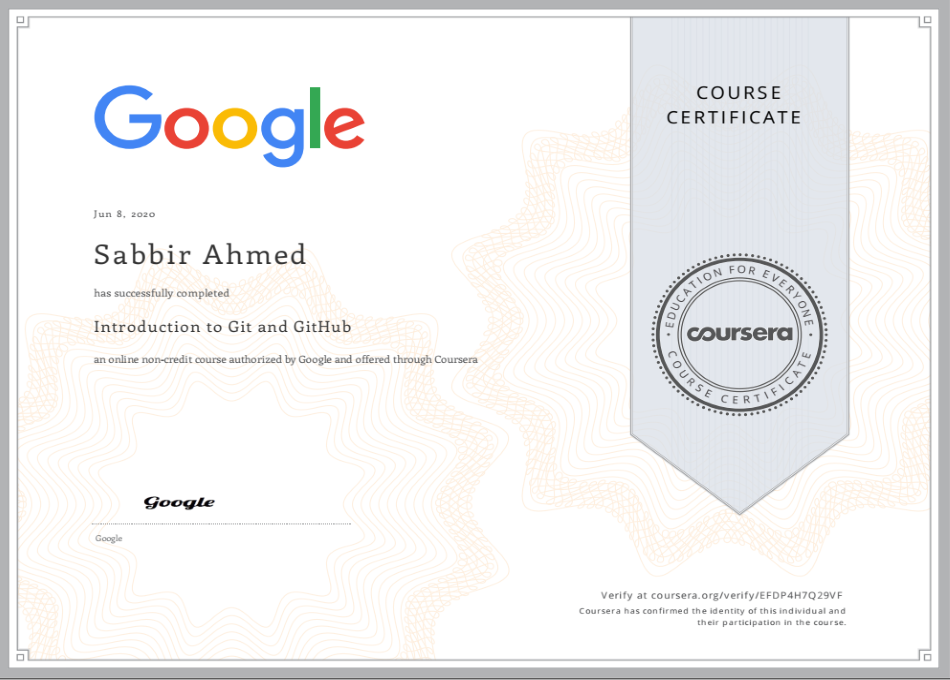 Google
COURSE
CERTIFICATE
Jun 8, 2020
Sabbir Ahmed
has successfully completed
Introduction to Git and GitHub
an online non-credit course authorized by Google and offered through Coursera
EDUCATION FOR EVERYONE
coursera
COURSE CERTIFICATE
Google
Google
Verify at coursera.org/verify/EFDP4H7Q29VF
Coursera has confirmed the identity of this individual and
their participation in the course.